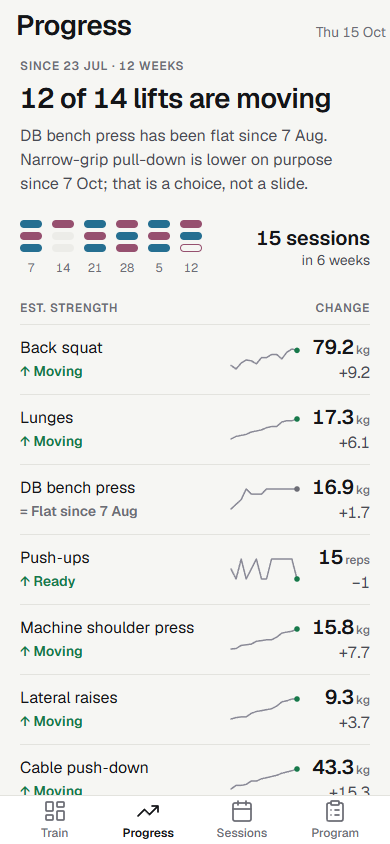 Progress
Thu 15 Oct
SINCE 23 JUL · 12 WEEKS
12 of 14 lifts are moving
DB bench press has been flat since 7 Aug.
Narrow-grip pull-down is lower on purpose
since 7 Oct; that is a choice, not a slide.
15 sessions
in 6 weeks
7 14 21 28 5 12
EST. STRENGTH CHANGE
Back squat 79.2 kg
↑ Moving +9.2
Lunges 17.3 kg
↑ Moving +6.1
DB bench press 16.9 kg
= Flat since 7 Aug +1.7
Push-ups 15 reps
↑ Ready −1
Machine shoulder press 15.8 kg
↑ Moving +7.7
Lateral raises 9.3 kg
↑ Moving +3.7
Cable push-down 43.3 kg
↑ Moving +15.3
Train Progress Sessions Program